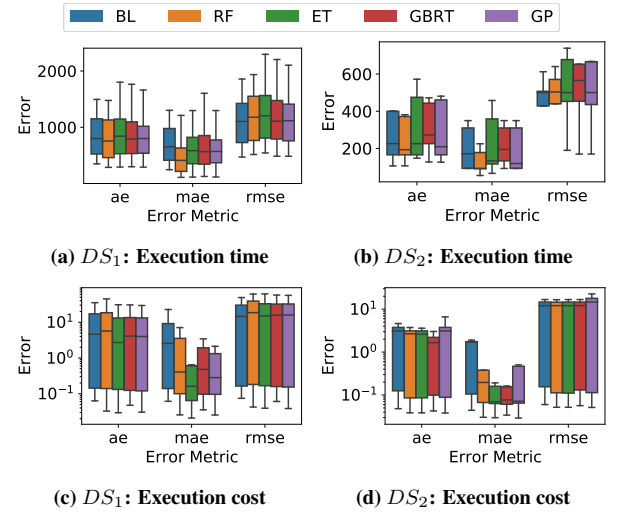 BL RF ET GBRT GP
2000
1000
Error
ae mae rmse
Error Metric
(a) DS1: Execution time
600
400
200
Error
ae mae rmse
Error Metric
(b) DS2: Execution time
10^1
10^0
10^−1
Error
ae mae rmse
Error Metric
(c) DS1: Execution cost
10^1
10^0
10^−1
Error
ae mae rmse
Error Metric
(d) DS2: Execution cost